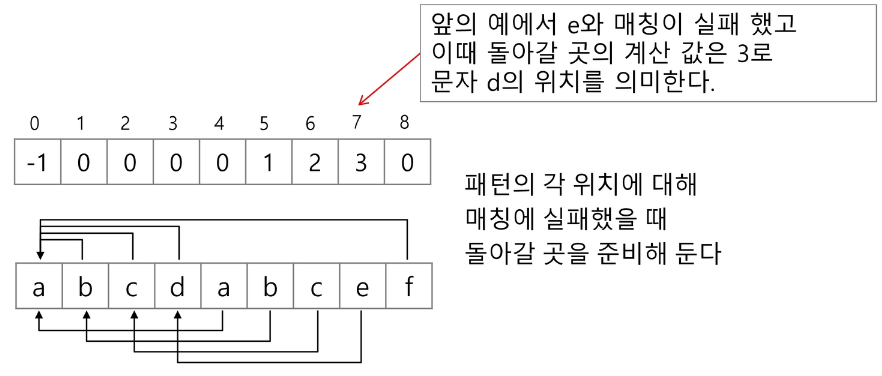 앞의 예에서 e와 매칭이 실패 했고
이때 돌아갈 곳의 계산 값은 3로
문자 d의 위치를 의미한다.
0 1 2 3 4 5 6 7 8
-1 0 0 0 0 1 2 3 0
패턴의 각 위치에 대해
매칭에 실패했을 때
돌아갈 곳을 준비해 둔다
a b c d a b c e f